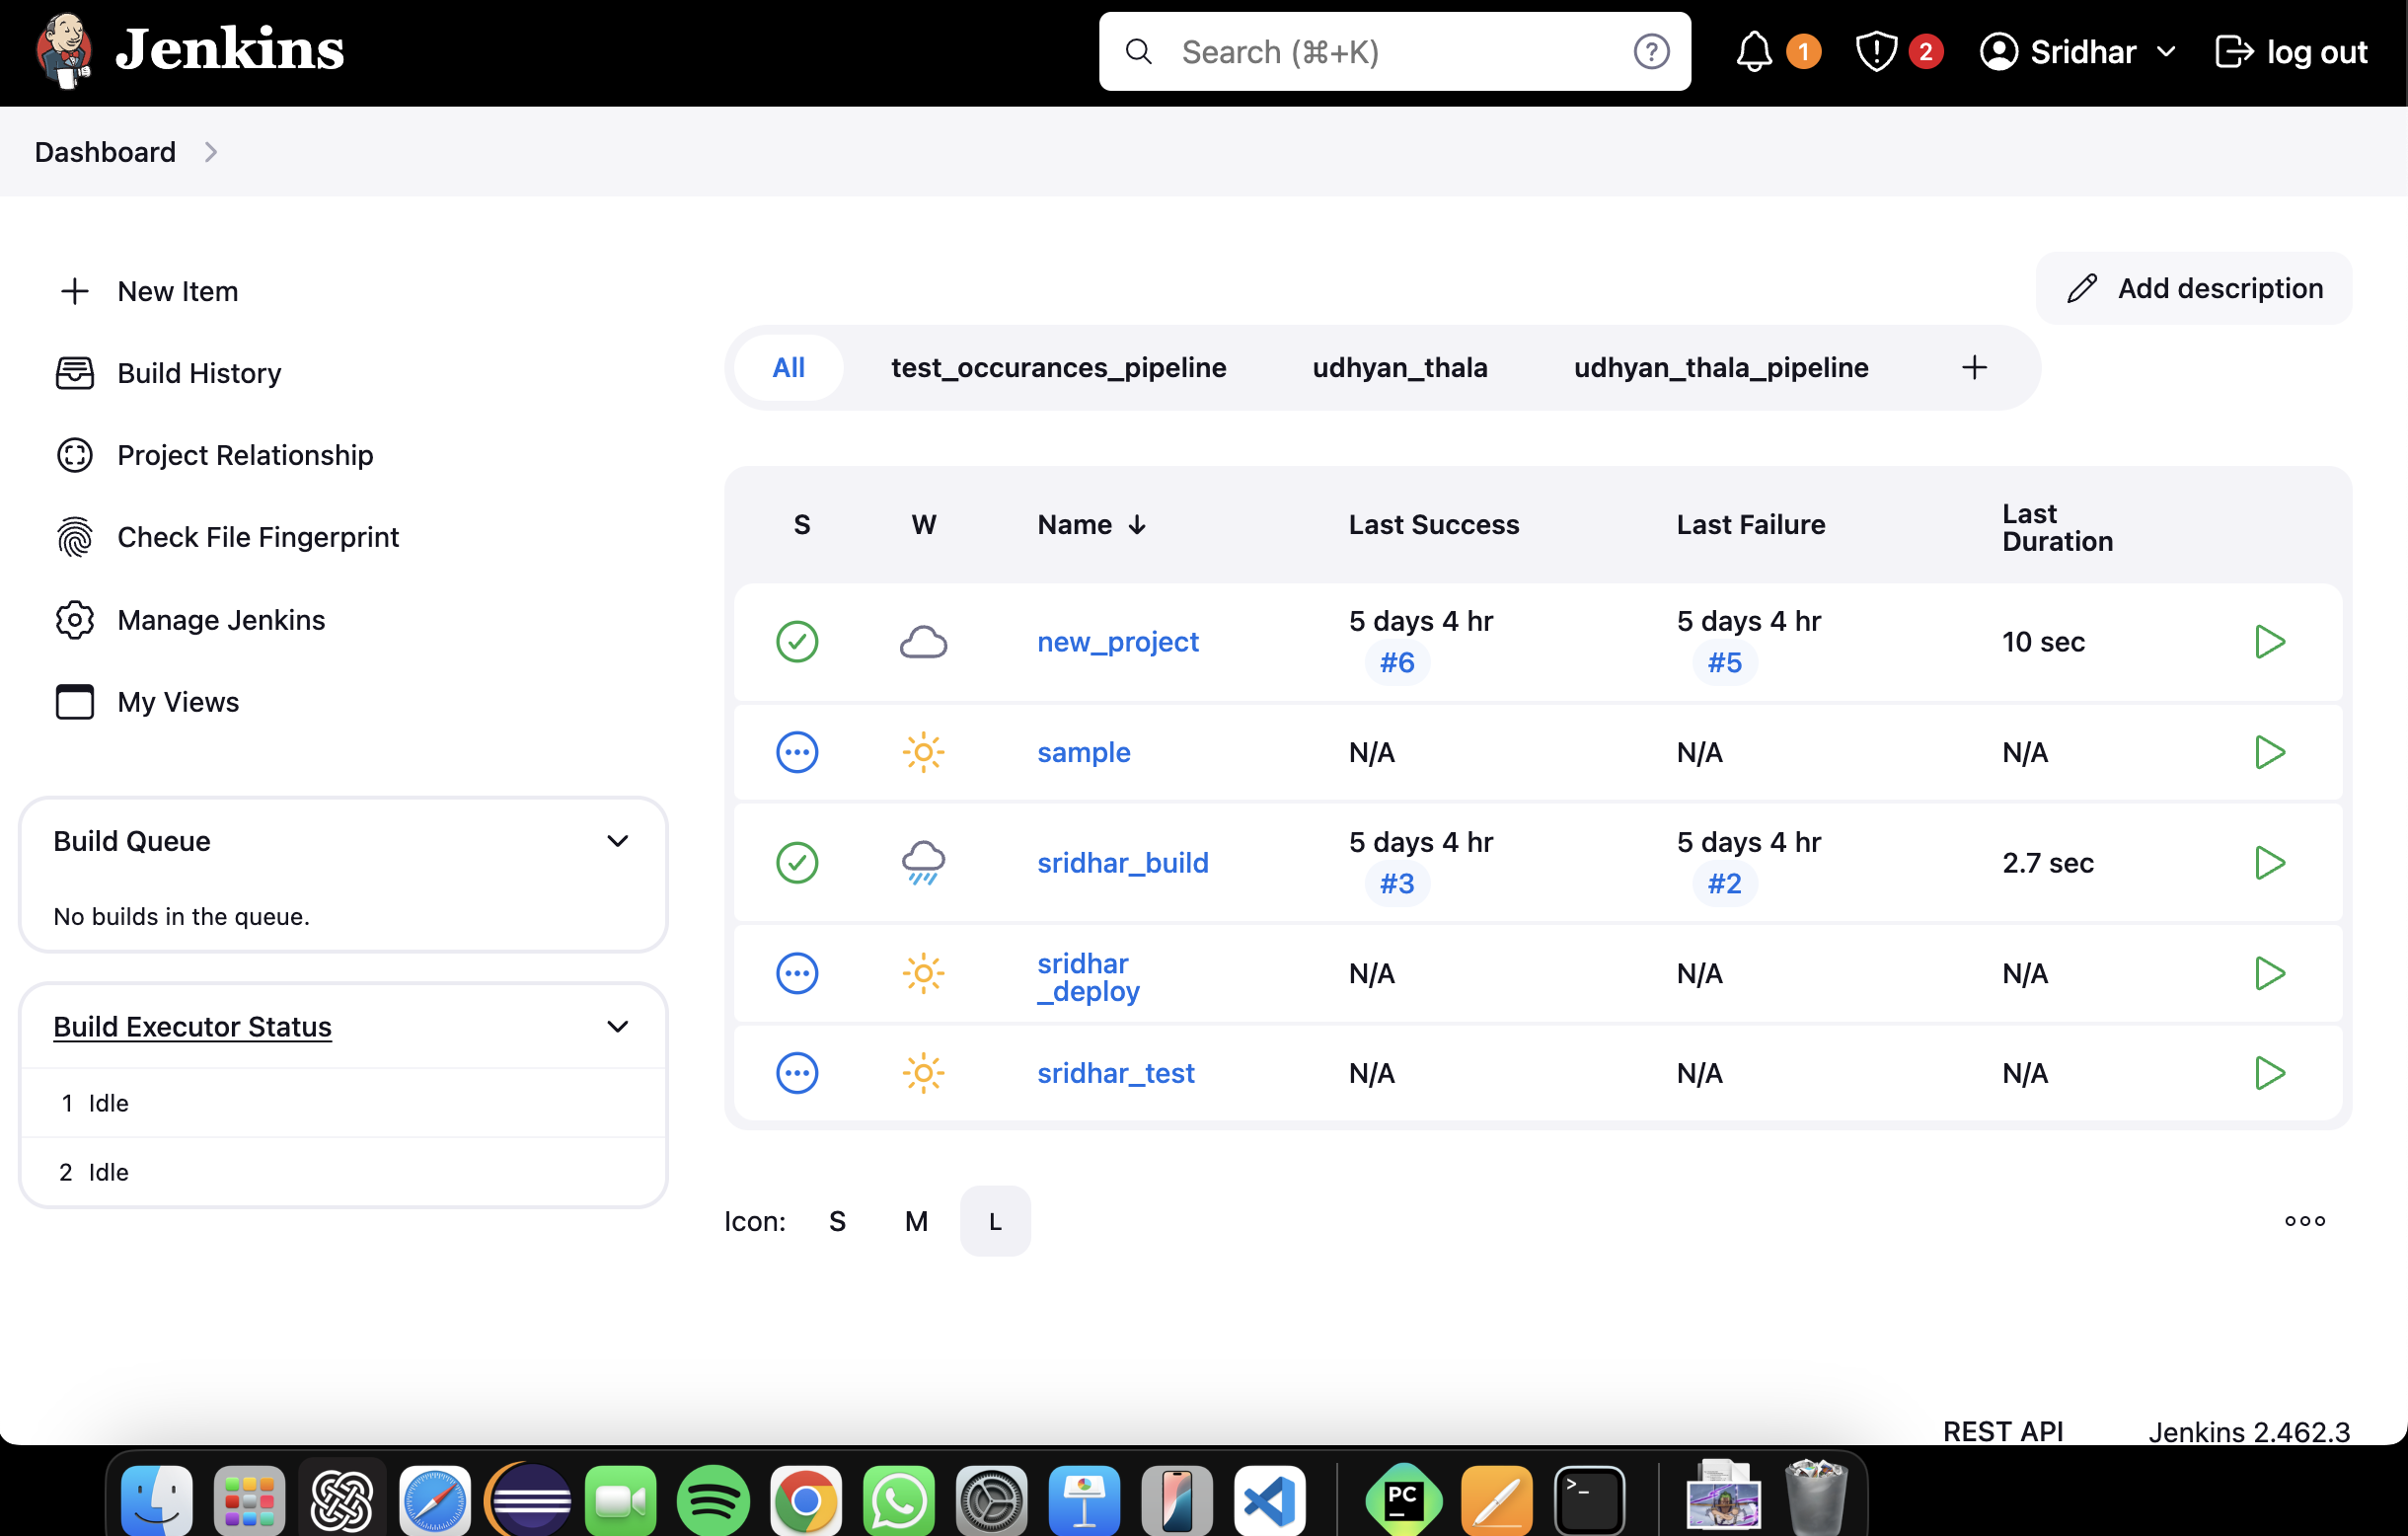 Jenkins
Search (⌘+K)
?
1
2
Sridhar
log out
Dashboard
New Item
Build History
Project Relationship
Check File Fingerprint
Manage Jenkins
My Views
Build Queue
No builds in the queue.
Build Executor Status
1 Idle
2 Idle
Add description
All test_occurances_pipeline udhyan_thala udhyan_thala_pipeline +
S W Name ↓ Last Success Last Failure Last
Duration
new_project 5 days 4 hr #6 5 days 4 hr #5 10 sec
sample N/A N/A N/A
sridhar_build 5 days 4 hr #3 5 days 4 hr #2 2.7 sec
sridhar
_deploy N/A N/A N/A
sridhar_test N/A N/A N/A
Icon: S M L
REST API Jenkins 2.462.3
PC
>_